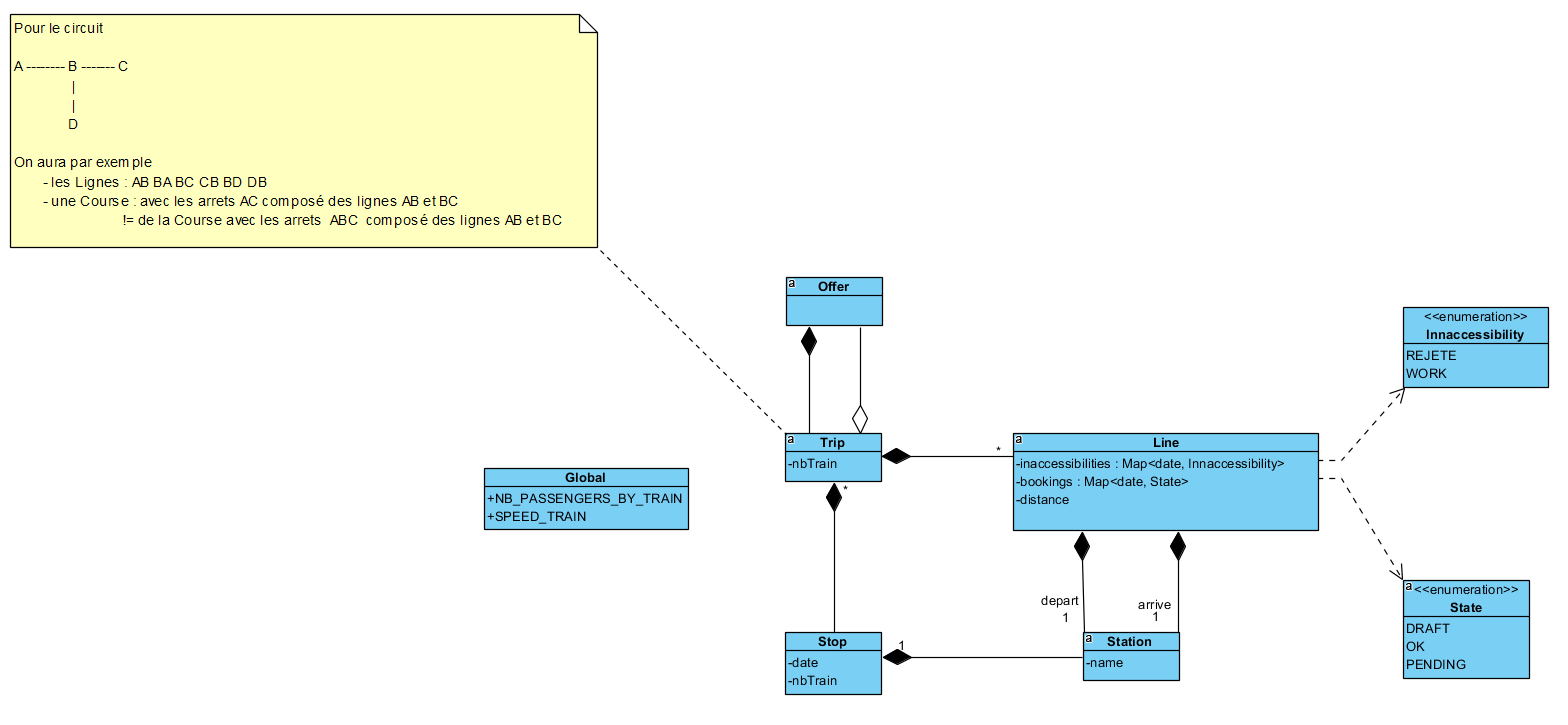 Pour le circuit
A -------- B ------- C
|
|
D
On aura par exemple
- les Lignes : AB BA BC CB BD DB
- une Course : avec les arrets AC composé des lignes AB et BC
!= de la Course avec les arrets ABC composé des lignes AB et BC
a
Offer
<<enumeration>>
Innaccessibility
REJETE
WORK
a
Trip
-nbTrain
*
a
Line
-inaccessibilities : Map<date, Innaccessibility>
-bookings : Map<date, State>
-distance
Global
+NB_PASSENGERS_BY_TRAIN
+SPEED_TRAIN
*
depart
1
arrive
1
a
<<enumeration>>
State
DRAFT
OK
PENDING
Stop
-date
-nbTrain
1
a
Station
-name